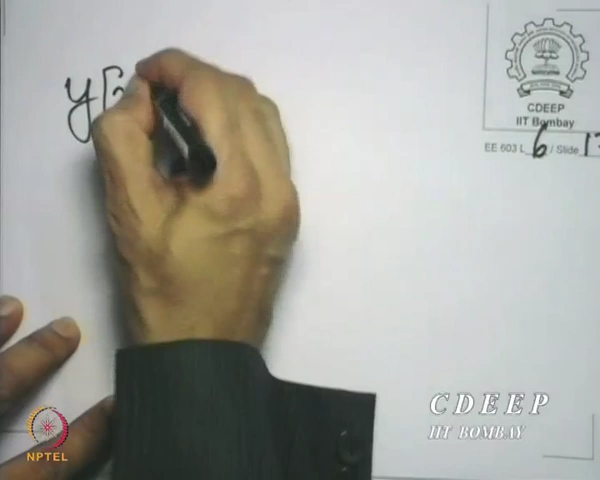 y[
CDEEP
IIT Bombay
EE 603 L 6 / Slide 1
CDEEP
IIT BOMBAY
NPTEL